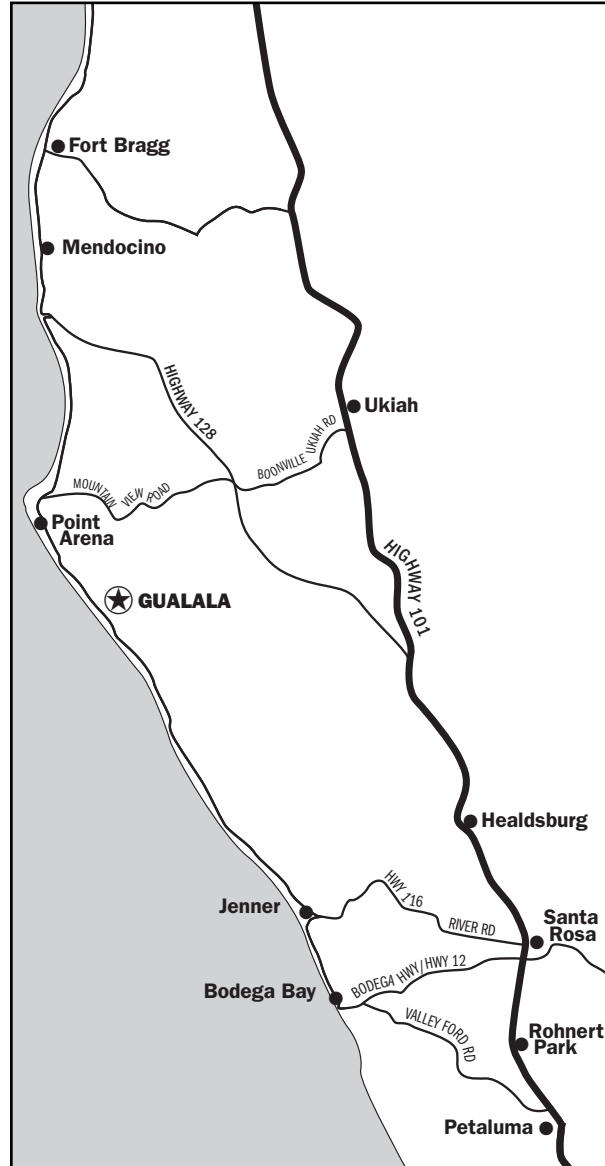 Fort Bragg
Mendocino
HIGHWAY 128
Ukiah
BOONVILLE UKIAH RD
MOUNTAIN VIEW ROAD
Point
Arena
HIGHWAY 101
GUALALA
Healdsburg
HWY 116
Jenner
RIVER RD
Santa
Rosa
BODEGA HWY/HWY 12
Bodega Bay
VALLEY FORD RD
Rohnert
Park
Petaluma